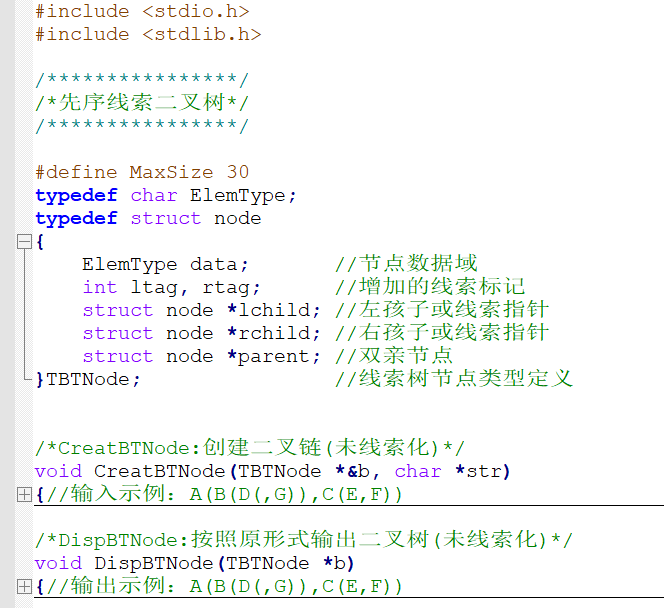 #include <stdio.h>
#include <stdlib.h>
/****************/
/*先序线索二叉树*/
/****************/
#define MaxSize 30
typedef char ElemType;
typedef struct node
{
ElemType data; //节点数据域
int ltag, rtag; //增加的线索标记
struct node *lchild; //左孩子或线索指针
struct node *rchild; //右孩子或线索指针
struct node *parent; //双亲节点
}TBTNode; //线索树节点类型定义
/*CreatBTNode:创建二叉链(未线索化)*/
void CreatBTNode(TBTNode *&b, char *str)
{//输入示例：A(B(D(,G)),C(E,F))
/*DispBTNode:按照原形式输出二叉树(未线索化)*/
void DispBTNode(TBTNode *b)
{//输出示例：A(B(D(,G)),C(E,F))